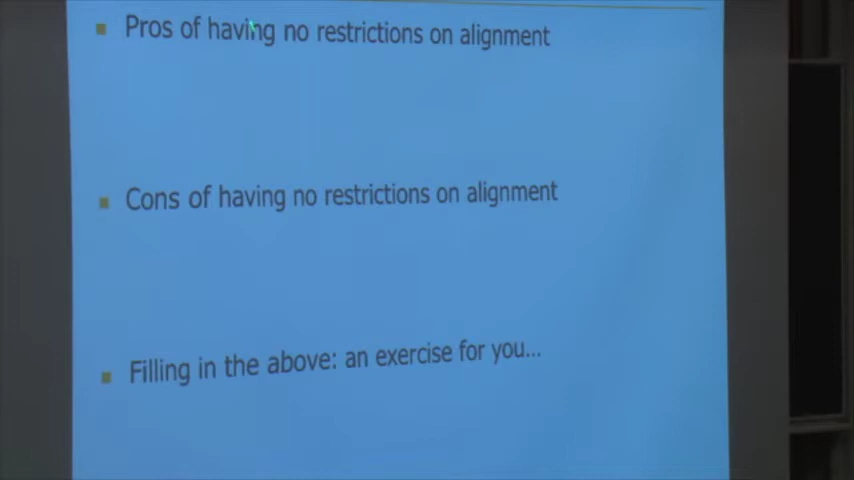 Pros of having no restrictions on alignment
Cons of having no restrictions on alignment
Filling in the above: an exercise for you...